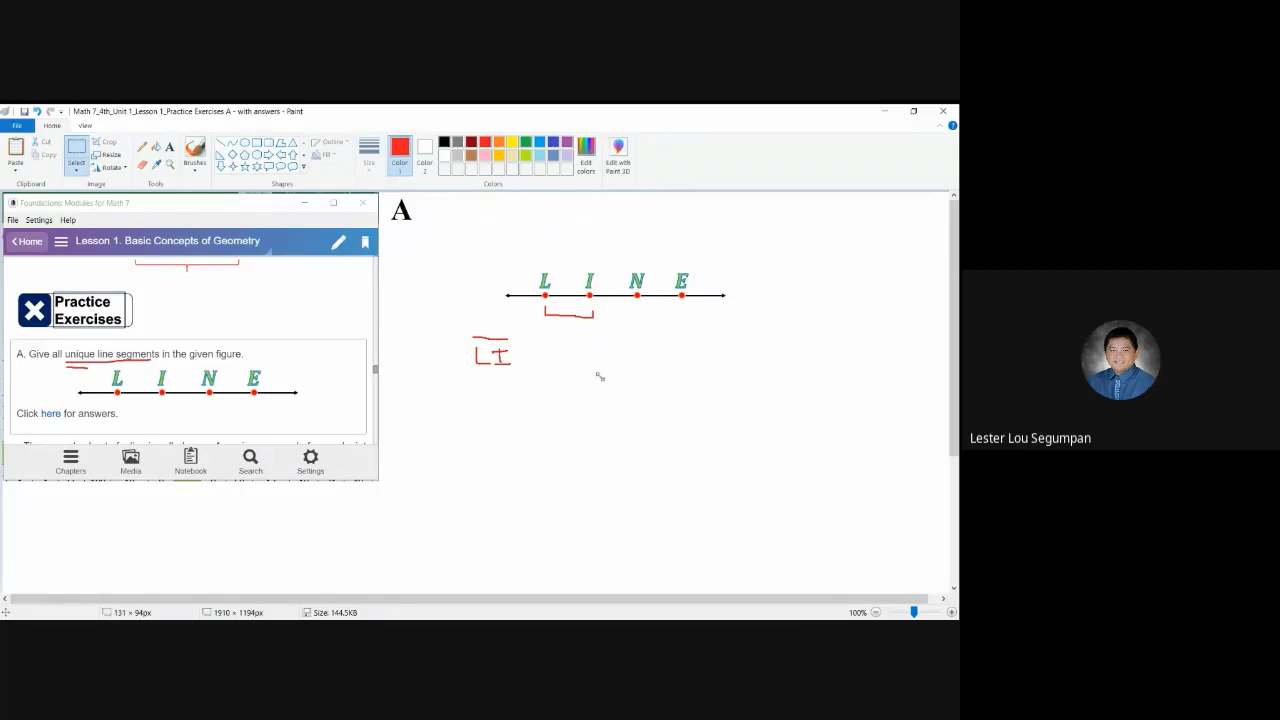 Math 7_4th_Unit 1_Lesson 1_Practice Exercises A - with answers - Paint
File Home View
Paste
Cut
Copy
Clipboard
Select
Crop
Resize
Rotate
Image
A
Tools
Brushes
Shapes
Outline
Fill
Size
Color 1
Color 2
Colors
Edit colors
Edit with Paint 3D
Foundations Modules for Math 7
File Settings Help
Home Lesson 1. Basic Concepts of Geometry
Practice
Exercises
A. Give all unique line segments in the given figure.
L I N E
Click here for answers.
Chapters Media Notebook Search Settings
A
L I N E
LI
131 × 94px 1910 × 1194px Size: 144.5KB 100%
Lester Lou Segumpan